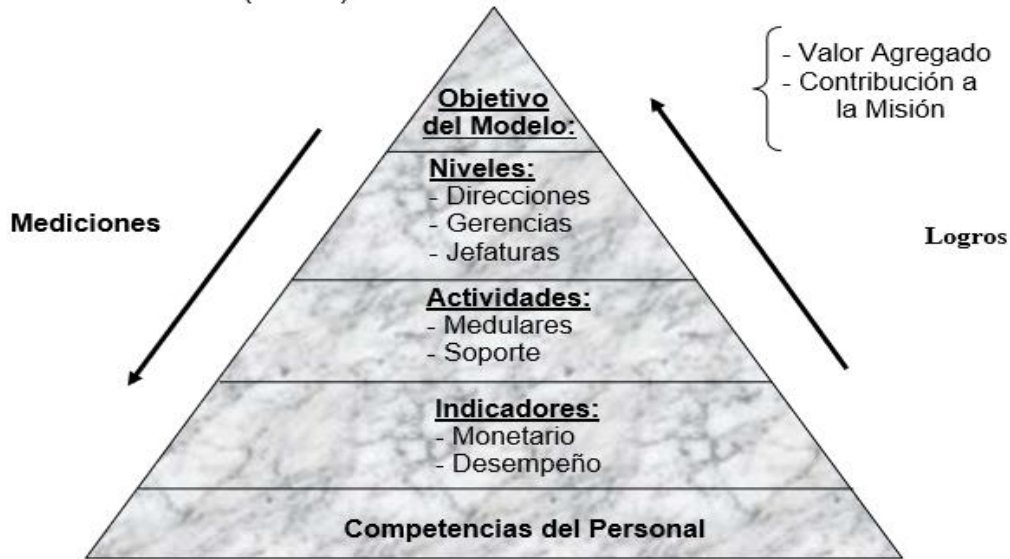 Objetivo
del Modelo:
- Valor Agregado
- Contribución a
la Misión
Niveles:
- Direcciones
- Gerencias
- Jefaturas
Mediciones
Logros
Actividades:
- Medulares
- Soporte
Indicadores:
- Monetario
- Desempeño
Competencias del Personal